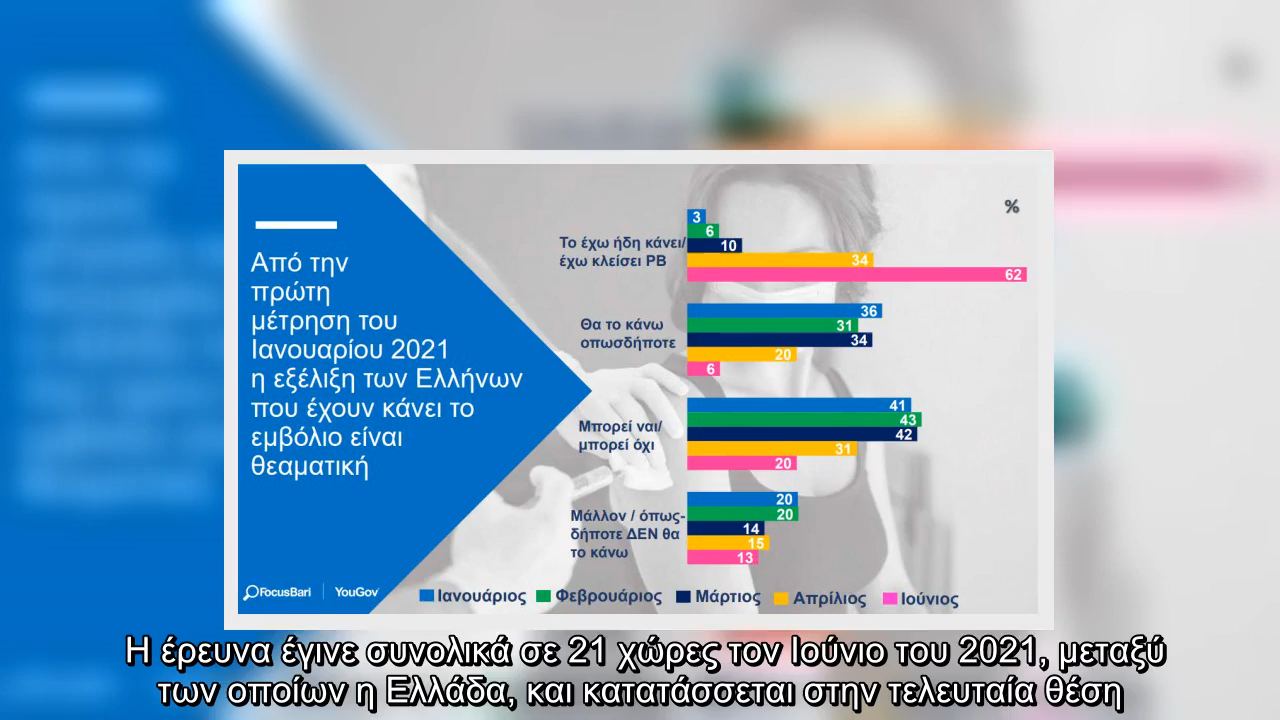 Από την
πρώτη
μέτρηση του
Ιανουαρίου 2021
η εξέλιξη των Ελλήνων
που έχουν κάνει το
εμβόλιο είναι
θεαματική
%
Το έχω ήδη κάνει/
έχω κλείσει ΡΒ
3
6
10
34
62
Θα το κάνω
οπωσδήποτε
36
31
34
20
6
Μπορεί ναι/
μπορεί όχι
41
43
42
31
20
Μάλλον / όπως-
δήποτε ΔΕΝ θα
το κάνω
20
20
14
15
13
FocusBari | YouGov
Ιανουάριος Φεβρουάριος Μάρτιος Απρίλιος Ιούνιος
Η έρευνα έγινε συνολικά σε 21 χώρες τον Ιούνιο του 2021, μεταξύ
των οποίων η Ελλάδα, και κατατάσσεται στην τελευταία θέση